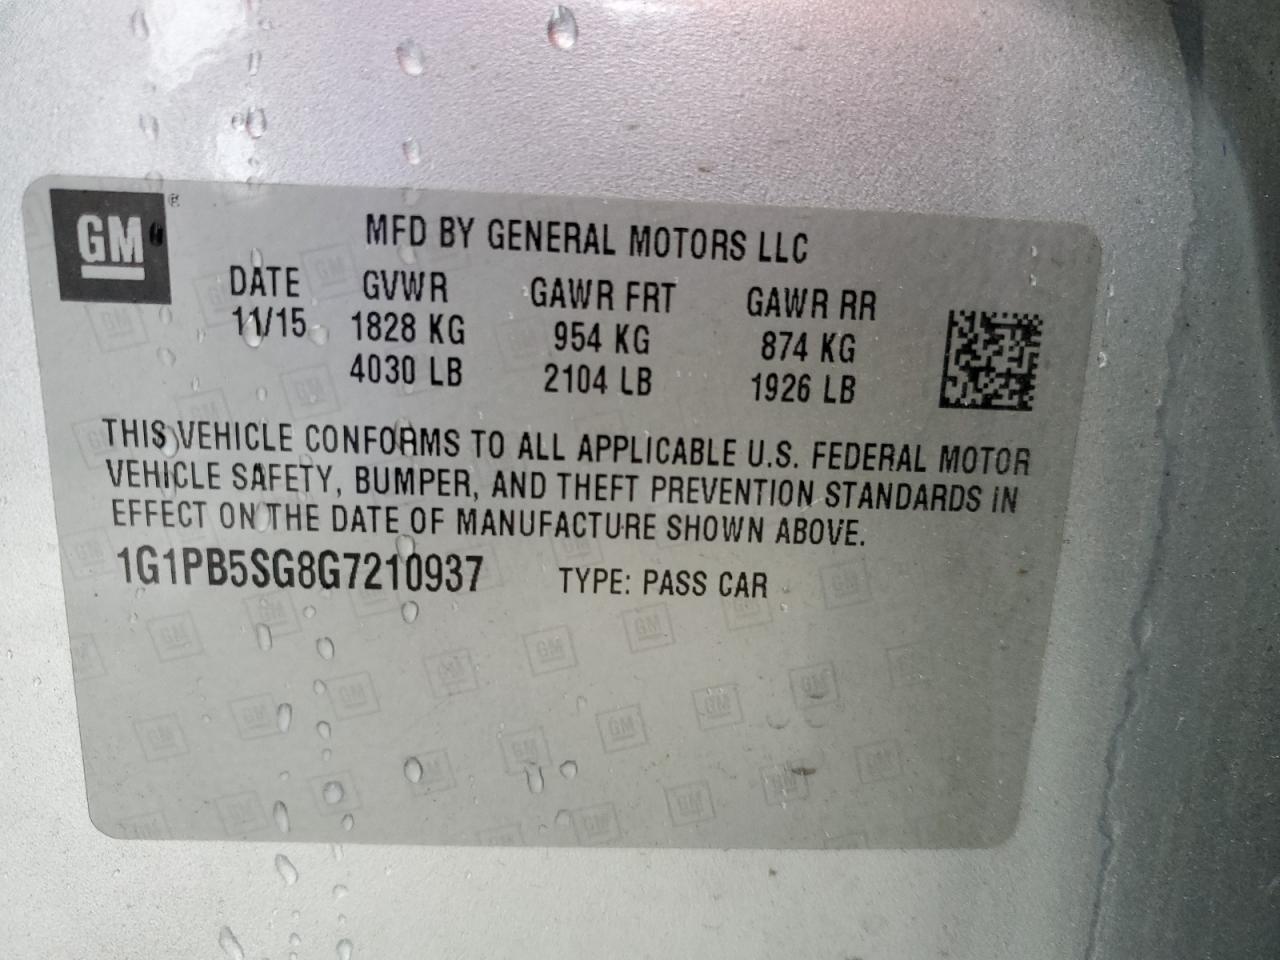 GM®
MFD BY GENERAL MOTORS LLC
DATE GVWR GAWR FRT GAWR RR
11/15 1828 KG 954 KG 874 KG
4030 LB 2104 LB 1926 LB
THIS VEHICLE CONFORMS TO ALL APPLICABLE U.S. FEDERAL MOTOR
VEHICLE SAFETY, BUMPER, AND THEFT PREVENTION STANDARDS IN
EFFECT ON THE DATE OF MANUFACTURE SHOWN ABOVE.
1G1PB5SG8G7210937 TYPE: PASS CAR